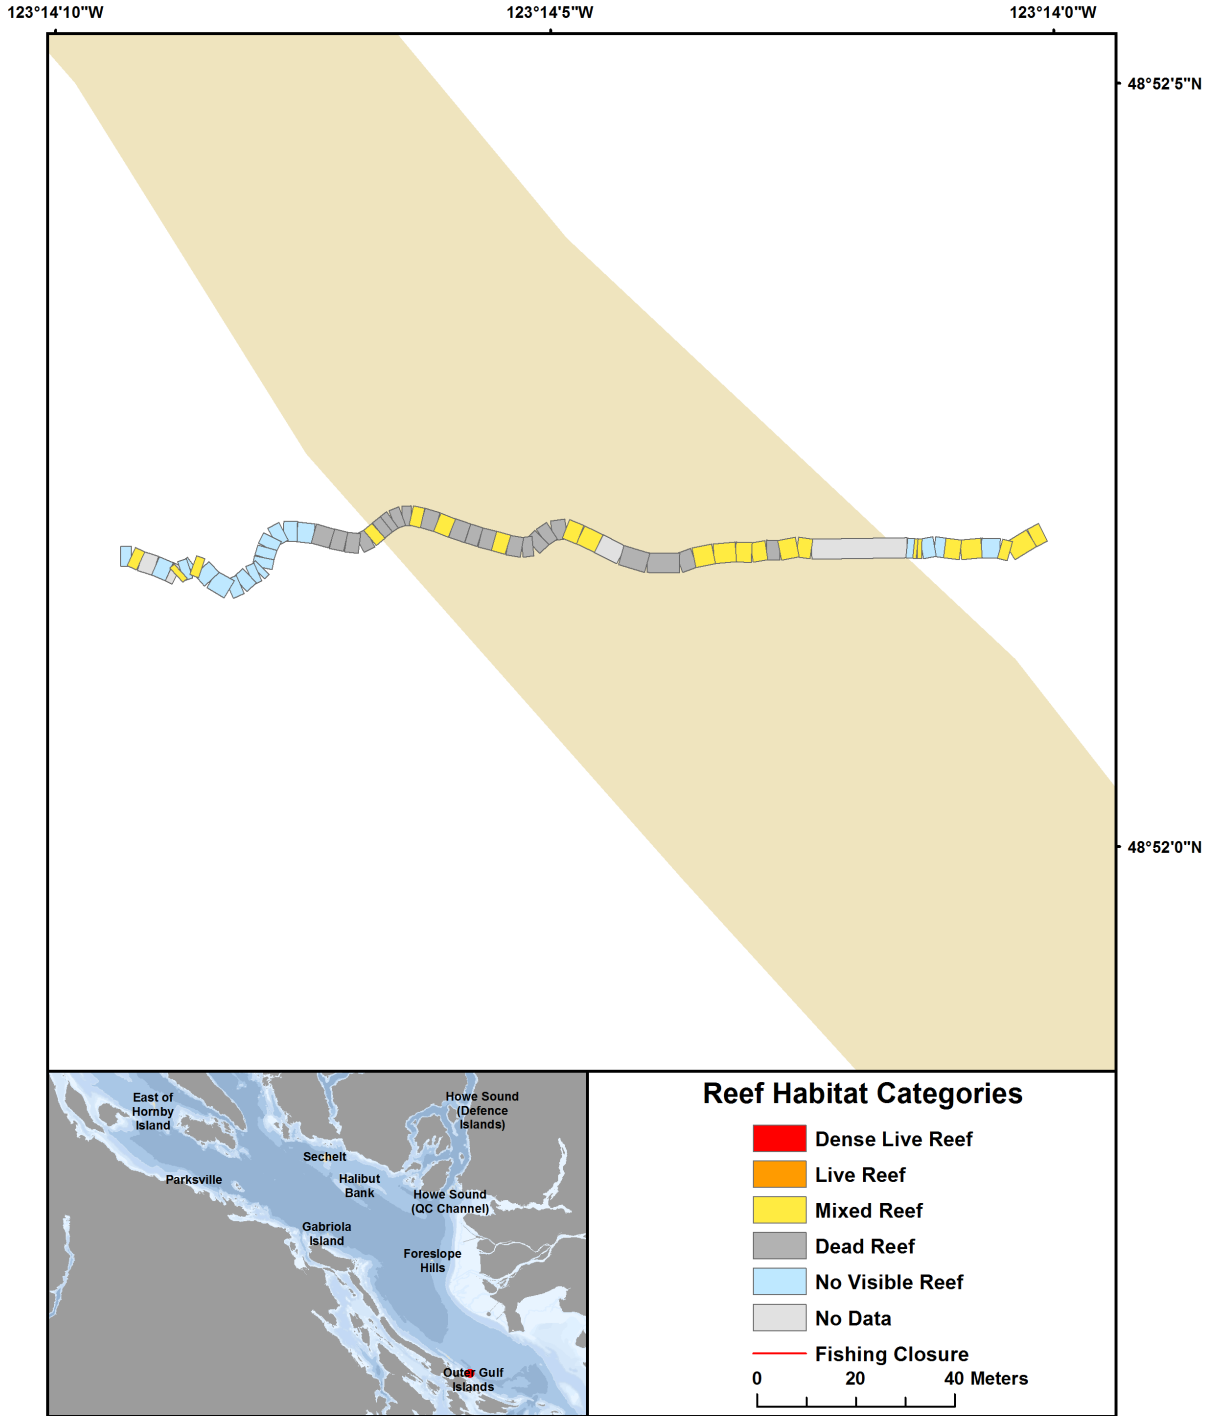 123°14'10"W
123°14'5"W
123°14'0"W
48°52'5"N
48°52'0"N
East of
Hornby
Island
Howe Sound
(Defence
Islands)
Sechelt
Parksville
Halibut
Bank
Howe Sound
(QC Channel)
Gabriola
Island
Foreslope
Hills
Outer Gulf
Islands
Reef Habitat Categories
Dense Live Reef
Live Reef
Mixed Reef
Dead Reef
No Visible Reef
No Data
Fishing Closure
0 20 40 Meters